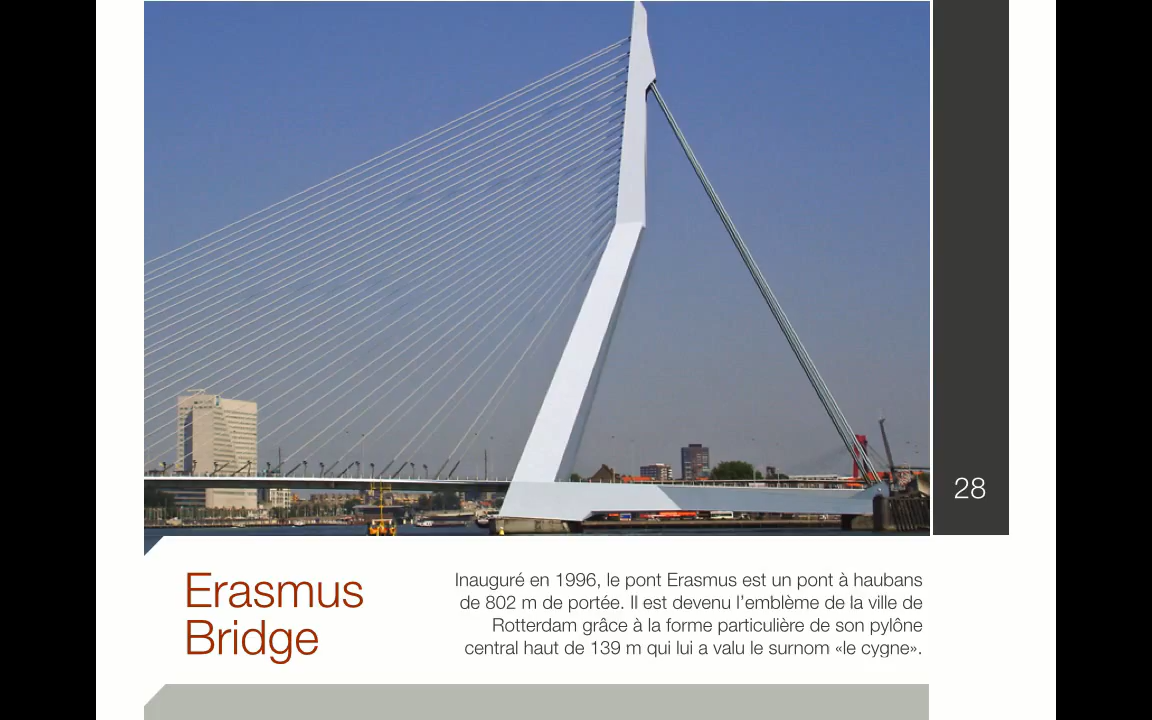 28
Erasmus
Bridge
Inauguré en 1996, le pont Erasmus est un pont à haubans
de 802 m de portée. Il est devenu l’emblème de la ville de
Rotterdam grâce à la forme particulière de son pylône
central haut de 139 m qui lui a valu le surnom «le cygne».